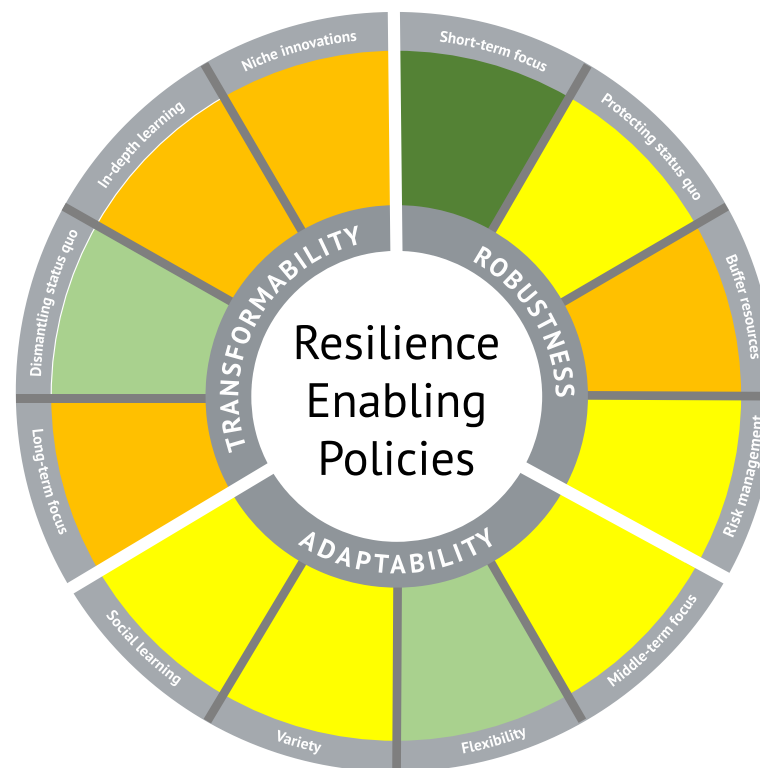 Resilience
Enabling
Policies
ROBUSTNESS
Short-term focus
Protecting status quo
Buffer resources
Risk management
ADAPTABILITY
Middle-term focus
Flexibility
Variety
Social learning
TRANSFORMABILITY
Long-term focus
Dismantling status quo
In-depth learning
Niche innovations